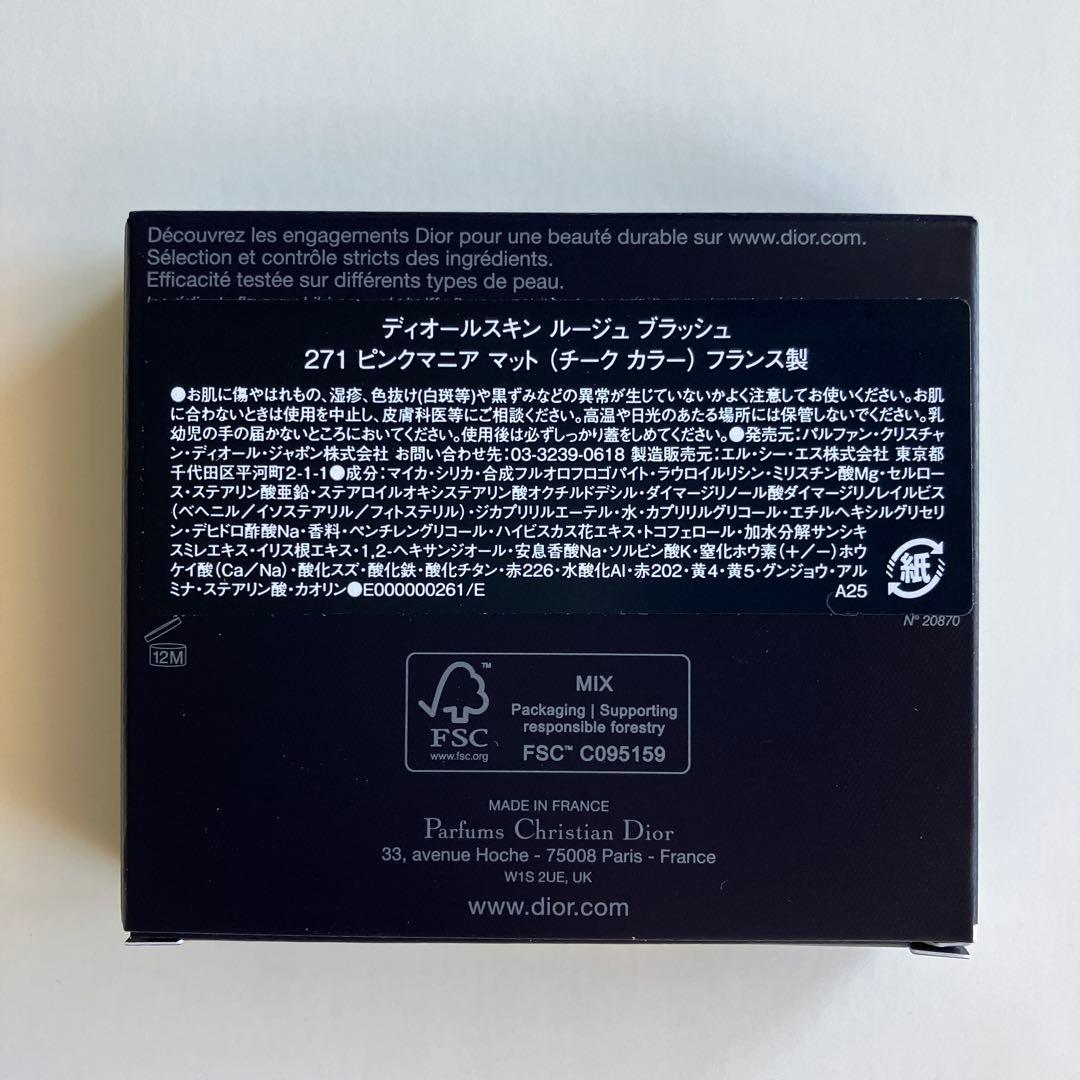 Découvrez les engagements Dior pour une beauté durable sur www.dior.com.
Sélection et contrôle stricts des ingrédients.
Efficacité testée sur différents types de peau.
ディオールスキン ルージュ ブラッシュ
271 ピンクマニア マット（チーク カラー）フランス製
●お肌に傷やはれもの、湿疹、色抜け(白斑等)や黒ずみなどの異常が生じていないかよく注意してお使いください。お肌
に合わないときは使用を中止し、皮膚科医等にご相談ください。高温や日光のあたる場所には保管しないでください。乳
幼児の手の届かないところにおいてください。使用後は必ずしっかり蓋をしめてください。●発売元：パルファン・クリスチャ
ン・ディオール・ジャポン株式会社 お問い合わせ先：03-3239-0618 製造販売元：エル・シー・エス株式会社 東京都
千代田区平河町2-1-1●成分：マイカ・シリカ・合成フルオロフロゴパイト・ラウロイルリシン・ミリスチン酸Mg・セルロー
ス・ステアリン酸亜鉛・ステアロイルオキシステアリン酸オクチルドデシル・ダイマージリノール酸ダイマージリノレイルビス
（ベヘニル／イソステアリル／フィトステリル）・ジカプリリルエーテル・水・カプリリルグリコール・エチルヘキシルグリセリ
ン・デヒドロ酢酸Na・香料・ペンチレングリコール・ハイビスカス花エキス・トコフェロール・加水分解サンシキ
スミレエキス・イリス根エキス・1,2-ヘキサンジオール・安息香酸Na・ソルビン酸K・窒化ホウ素（＋／－）ホウ
ケイ酸（Ca／Na）・酸化スズ・酸化鉄・酸化チタン・赤226・水酸化Al・赤202・黄4・黄5・グンジョウ・アル
ミナ・ステアリン酸・カオリン●E000000261/E
A25
紙
N° 20870
12M
FSC™
www.fsc.org
MIX
Packaging | Supporting
responsible forestry
FSC™ C095159
MADE IN FRANCE
Parfums Christian Dior
33, avenue Hoche - 75008 Paris - France
W1S 2UE, UK
www.dior.com